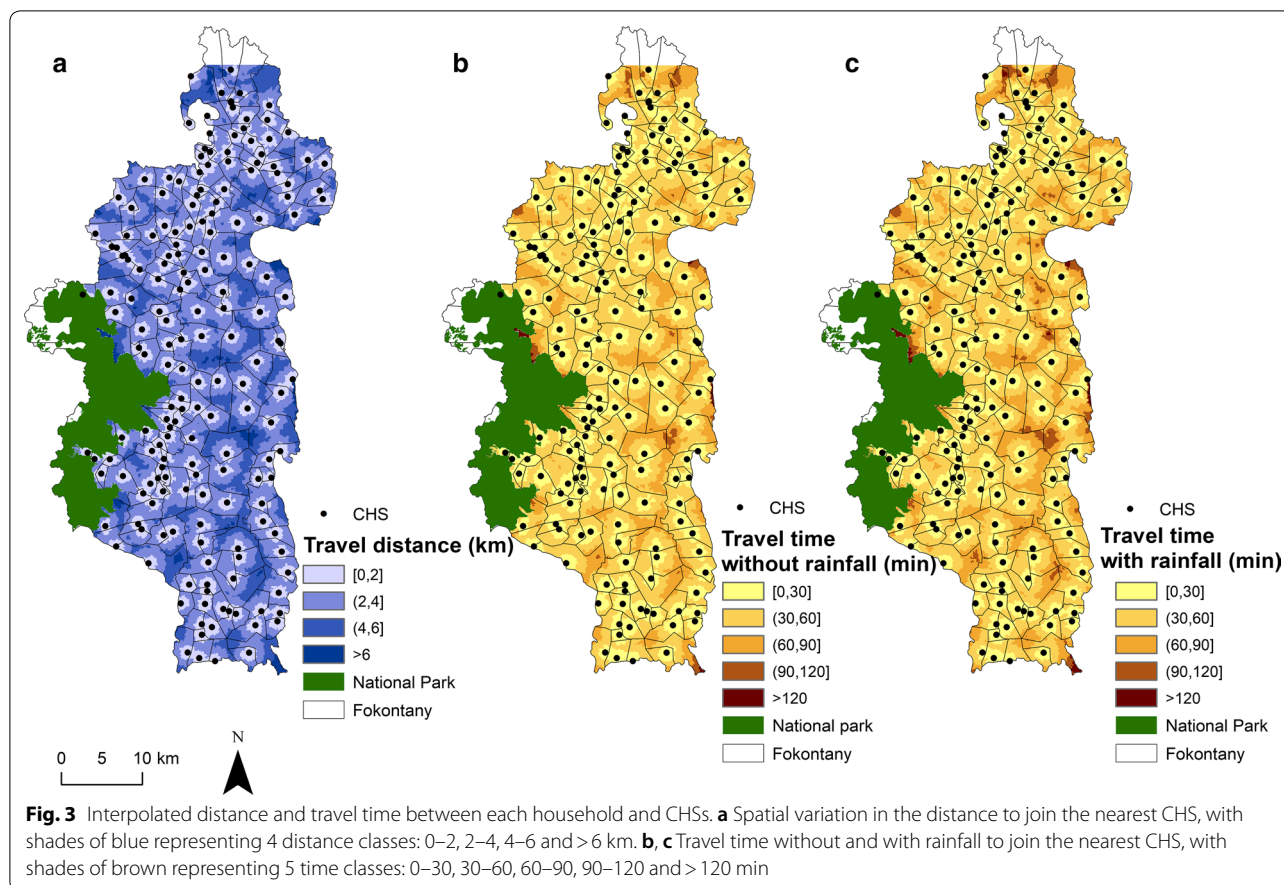 a
b
c
CHS
Travel distance (km)
[0,2]
(2,4]
(4,6]
>6
National Park
Fokontany
N
0 5 10 km
CHS
Travel time
without rainfall (min)
[0,30]
(30,60]
(60,90]
(90,120]
>120
National park
Fokontany
CHS
Travel time
with rainfall (min)
[0,30]
(30,60]
(60,90]
(90,120]
>120
National park
Fokontany
Fig. 3 Interpolated distance and travel time between each household and CHSs. a Spatial variation in the distance to join the nearest CHS, with
shades of blue representing 4 distance classes: 0–2, 2–4, 4–6 and > 6 km. b, c Travel time without and with rainfall to join the nearest CHS, with
shades of brown representing 5 time classes: 0–30, 30–60, 60–90, 90–120 and > 120 min